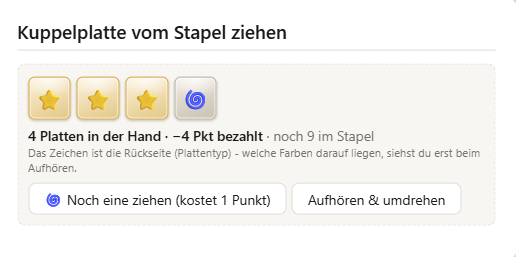 Kuppelplatte vom Stapel ziehen
4 Platten in der Hand · −4 Pkt bezahlt · noch 9 im Stapel
Das Zeichen ist die Rückseite (Plattentyp) - welche Farben darauf liegen, siehst du erst beim
Aufhören.
Noch eine ziehen (kostet 1 Punkt)
Aufhören & umdrehen